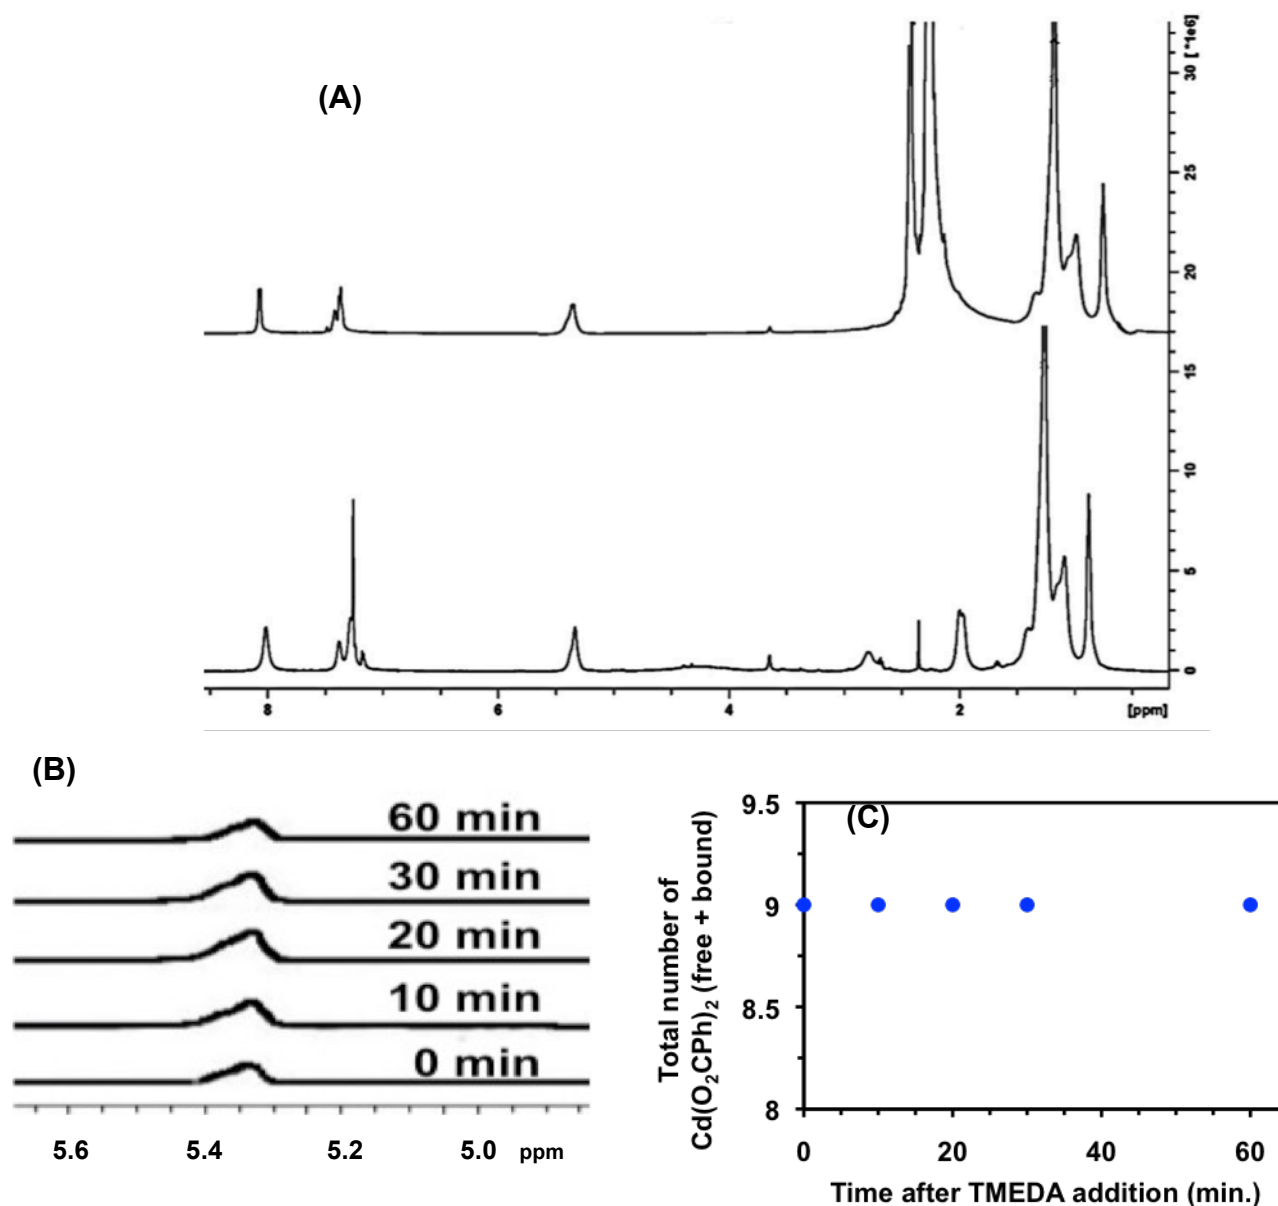 (A)
30 [ *1e6]
25
20
15
10
5
0
8 6 4 2 [ppm]
(B)
60 min
30 min
20 min
10 min
0 min
5.6 5.4 5.2 5.0 ppm
(C)
Total number of
Cd(O₂CPh)₂ (free + bound)
9.5
9
8.5
8
0 20 40 60
Time after TMEDA addition (min.)